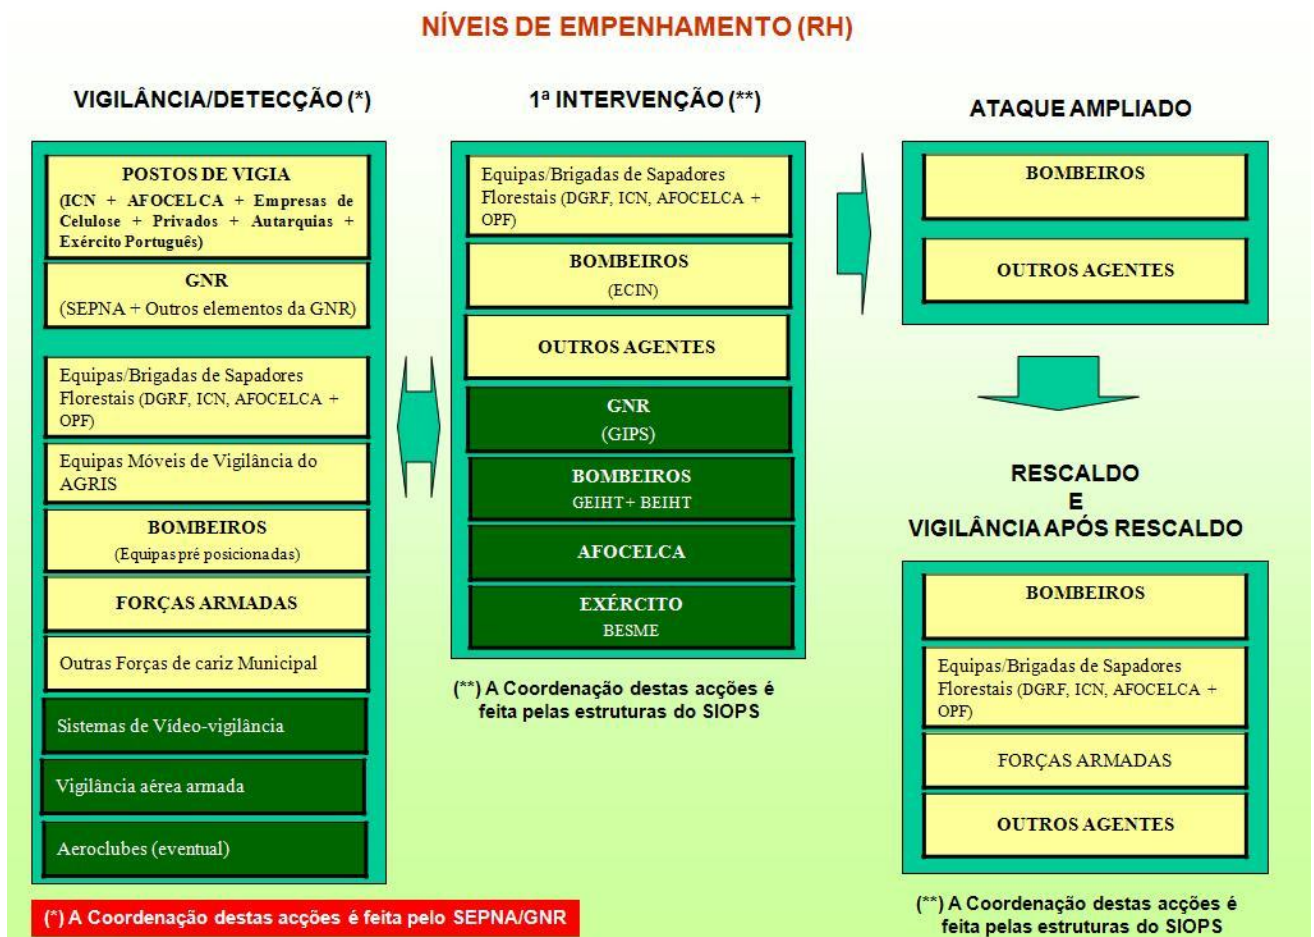 NÍVEIS DE EMPENHAMENTO (RH)
VIGILÂNCIA/DETECÇÃO (*)
POSTOS DE VIGIA
(ICN + AFOCELCA + Empresas de
Celulose + Privados + Autarquias +
Exército Português)
GNR
(SEPNA + Outros elementos da GNR)
Equipas/Brigadas de Sapadores
Florestais (DGRF, ICN, AFOCELCA +
OPF)
Equipas Móveis de Vigilância do
AGRIS
BOMBEIROS
(Equipas pré posicionadas)
FORÇAS ARMADAS
Outras Forças de cariz Municipal
Sistemas de Vídeo-vigilância
Vigilância aérea armada
Aeroclubes (eventual)
(*) A Coordenação destas acções é feita pelo SEPNA/GNR
1ª INTERVENÇÃO (**)
Equipas/Brigadas de Sapadores
Florestais (DGRF, ICN, AFOCELCA +
OPF)
BOMBEIROS
(ECIN)
OUTROS AGENTES
GNR
(GIPS)
BOMBEIROS
GEIHT+ BEIHT
AFOCELCA
EXÉRCITO
BESME
(**) A Coordenação destas acções é
feita pelas estruturas do SIOPS
ATAQUE AMPLIADO
BOMBEIROS
OUTROS AGENTES
RESCALDO
E
VIGILÂNCIA APÓS RESCALDO
BOMBEIROS
Equipas/Brigadas de Sapadores
Florestais (DGRF, ICN, AFOCELCA +
OPF)
FORÇAS ARMADAS
OUTROS AGENTES
(**) A Coordenação destas acções é
feita pelas estruturas do SIOPS